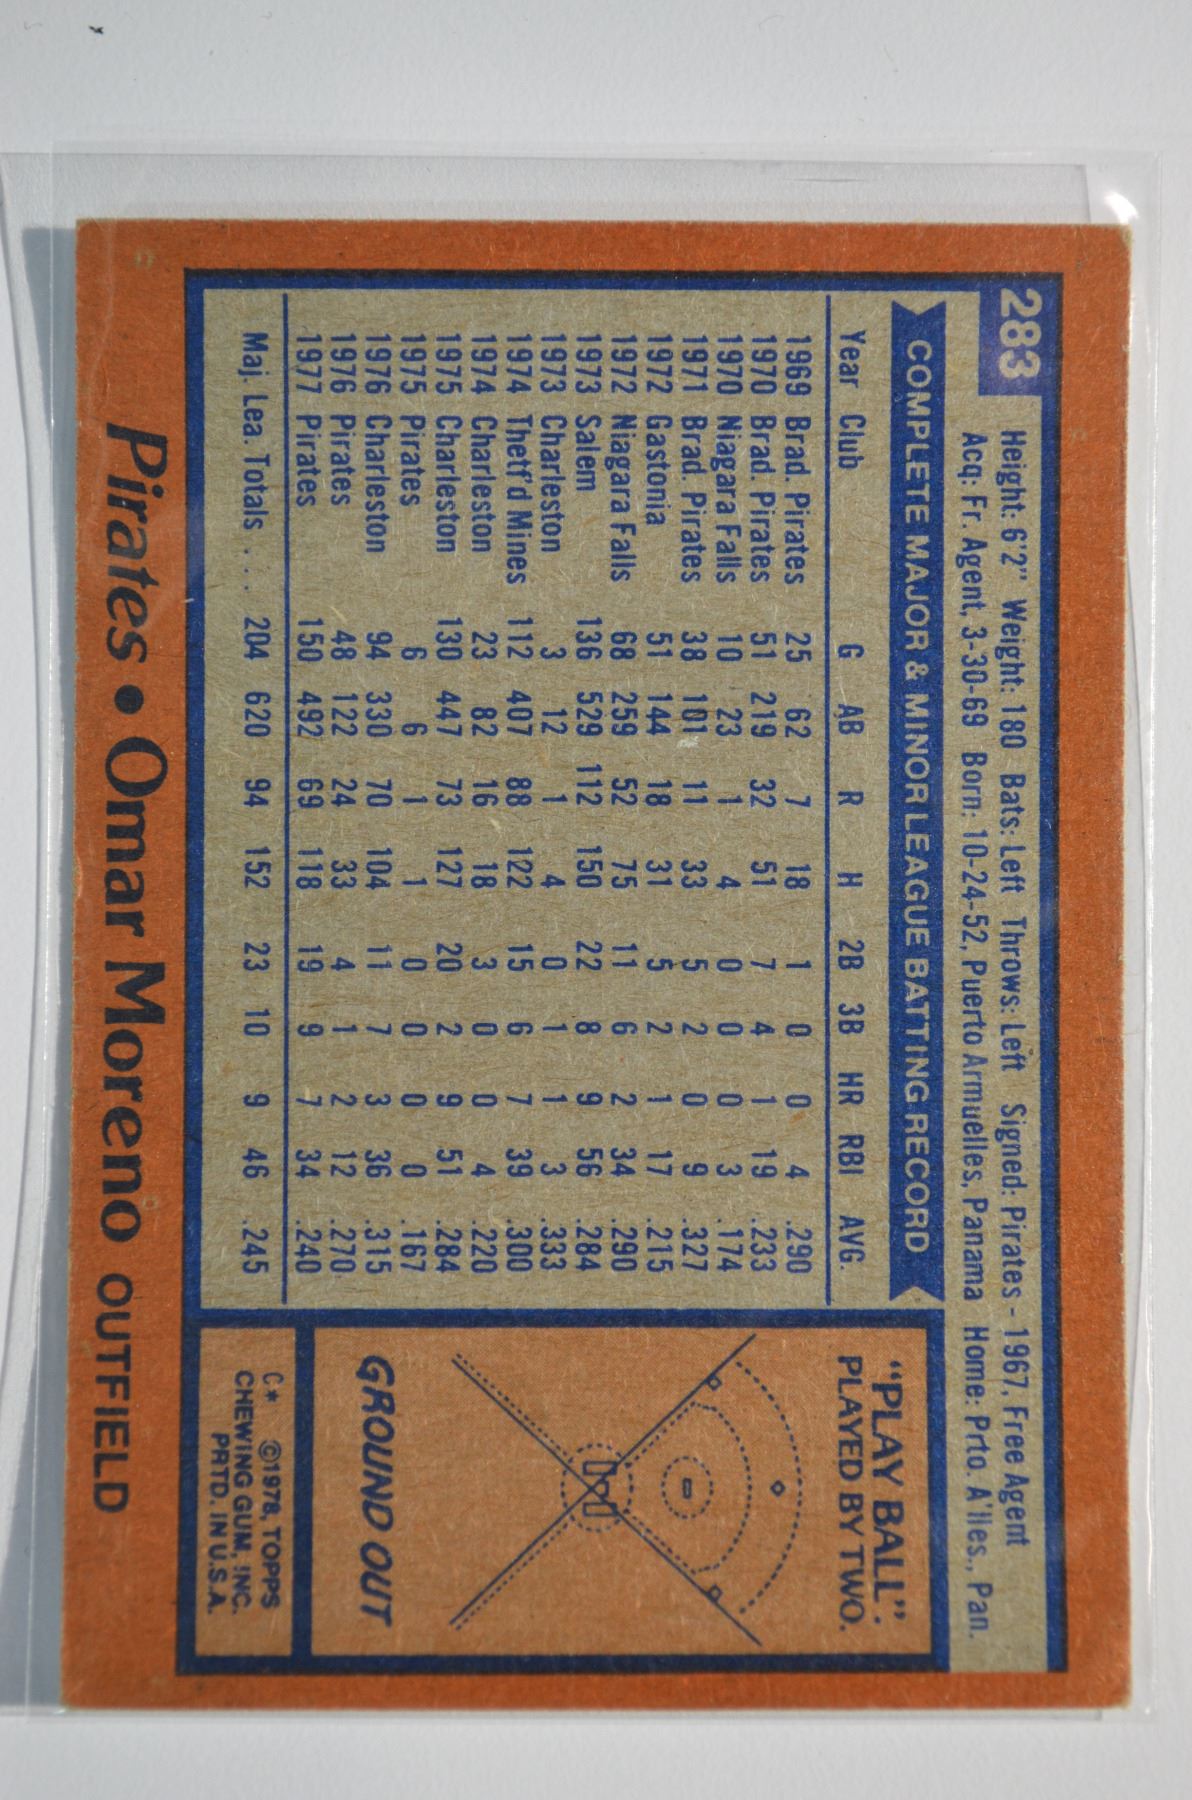 283
Height: 6'2" Weight: 180 Bats: Left Throws: Left Signed: Pirates - 1967, Free Agent
Acq: Fr. Agent, 3-30-69 Born: 10-24-52, Puerto Armuelles, Panama Home: Prto. A'lles., Pan.
COMPLETE MAJOR & MINOR LEAGUE BATTING RECORD
Year Club G AB R H 2B 3B HR RBI AVG.
1969 Brad. Pirates 25 62 7 18 1 0 0 4 .290
1970 Brad. Pirates 51 219 32 51 7 4 1 19 .233
1970 Niagara Falls 10 23 1 4 0 0 0 3 .174
1971 Brad. Pirates 38 101 11 33 5 2 0 9 .327
1972 Gastonia 51 144 18 31 5 2 1 17 .215
1972 Niagara Falls 68 259 52 75 11 6 2 34 .290
1973 Salem 136 529 112 150 22 8 9 56 .284
1973 Charleston 3 12 1 4 0 1 1 3 .333
1974 Thetf'd Mines 112 407 88 122 15 6 7 39 .300
1974 Charleston 23 82 16 18 3 0 0 4 .220
1975 Charleston 130 447 73 127 20 2 9 51 .284
1975 Pirates 6 6 1 1 0 0 0 0 .167
1976 Charleston 94 330 70 104 11 7 3 36 .315
1976 Pirates 48 122 24 33 4 1 2 12 .270
1977 Pirates 150 492 69 118 19 9 7 34 .240
Maj. Lea. Totals . . . 204 620 94 152 23 10 9 46 .245
"PLAY BALL"
PLAYED BY TWO.
GROUND OUT
C* ©1978, TOPPS
CHEWING GUM, INC.
PRTD. IN U.S.A.
Pirates • Omar Moreno OUTFIELD